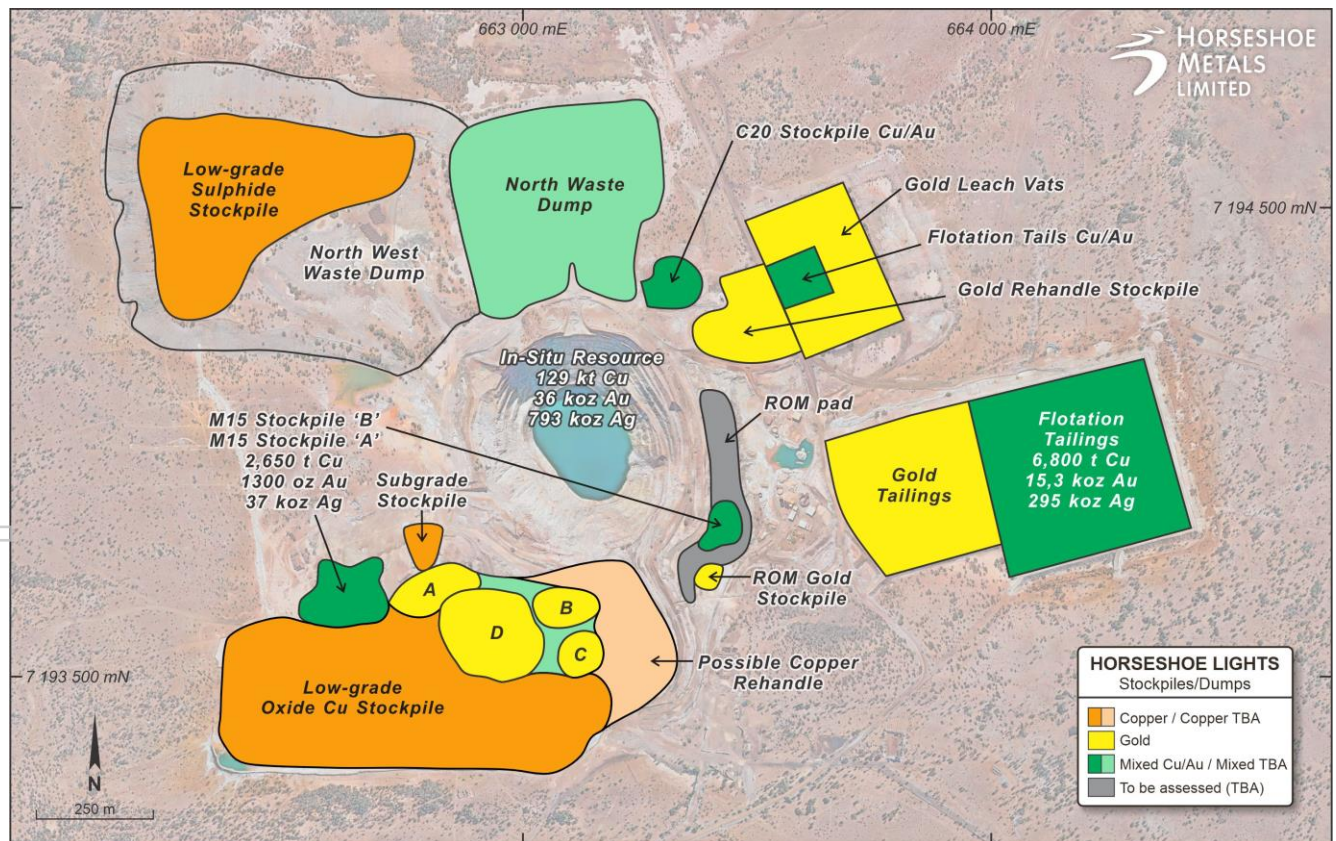 663 000 mE
664 000 mE
HORSESHOE
METALS
LIMITED
C20 Stockpile Cu/Au
Low-grade
Sulphide
Stockpile
North Waste
Dump
Gold Leach Vats
7 194 500 mN
Flotation Tails Cu/Au
North West
Waste Dump
Gold Rehandle Stockpile
In-Situ Resource
129 kt Cu
36 koz Au
793 koz Ag
ROM pad
M15 Stockpile ‘B’
M15 Stockpile ‘A’
2,650 t Cu
1300 oz Au
37 koz Ag
Subgrade
Stockpile
Gold
Tailings
Flotation
Tailings
6,800 t Cu
15,3 koz Au
295 koz Ag
A
B
C
D
ROM Gold
Stockpile
Possible Copper
Rehandle
7 193 500 mN
Low-grade
Oxide Cu Stockpile
N
250 m
HORSESHOE LIGHTS
Stockpiles/Dumps
Copper / Copper TBA
Gold
Mixed Cu/Au / Mixed TBA
To be assessed (TBA)